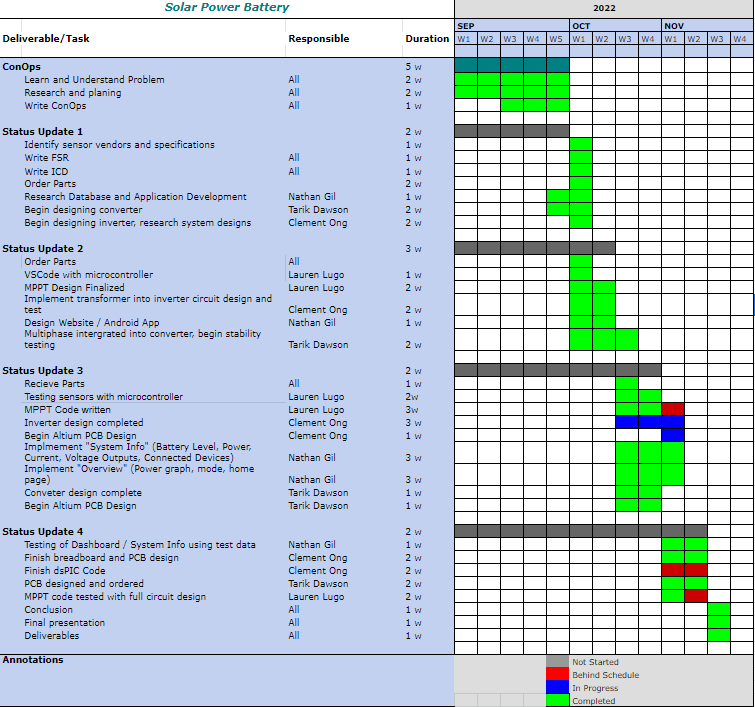 Solar Power Battery
2022
SEP OCT NOV
Deliverable/Task Responsible Duration W1 W2 W3 W4 W5 W1 W2 W3 W4 W1 W2 W3 W4
ConOps 5 w
Learn and Understand Problem All 2 w
Research and planing All 2 w
Write ConOps All 1 w
Status Update 1 2 w
Identify sensor vendors and specifications 1 w
Write FSR All 1 w
Write ICD All 1 w
Order Parts 2 w
Research Database and Application Development Nathan Gil 1 w
Begin designing converter Tarik Dawson 2 w
Begin designing inverter, research system designs Clement Ong 2 w
Status Update 2 3 w
Order Parts All
VSCode with microcontroller Lauren Lugo 1 w
MPPT Design Finalized Lauren Lugo 2 w
Implement transformer into inverter circuit design and
test Clement Ong 2 w
Design Website / Android App Nathan Gil 1 w
Multiphase intergrated into converter, begin stability
testing Tarik Dawson 2 w
Status Update 3 2 w
Recieve Parts All 1 w
Testing sensors with microcontroller Lauren Lugo 2w
MPPT Code written Lauren Lugo 3w
Inverter design completed Clement Ong 3 w
Begin Altium PCB Design Clement Ong 1 w
Implmement "System Info" (Battery Level, Power,
Current, Voltage Outputs, Connected Devices) Nathan Gil 3 w
Implement "Overview" (Power graph, mode, home
page) Nathan Gil 3 w
Conveter design complete Tarik Dawson 1 w
Begin Altium PCB Design Tarik Dawson 1 w
Status Update 4 2 w
Testing of Dashboard / System Info using test data Nathan Gil 1 w
Finish breadboard and PCB design Clement Ong 2 w
Finish dsPIC Code Clement Ong 2 w
PCB designed and ordered Tarik Dawson 2 w
MPPT code tested with full circuit design Lauren Lugo 2 w
Conclusion All 1 w
Final presentation All 1 w
Deliverables All 1 w
Annotations
Not Started
Behind Schedule
In Progress
Completed